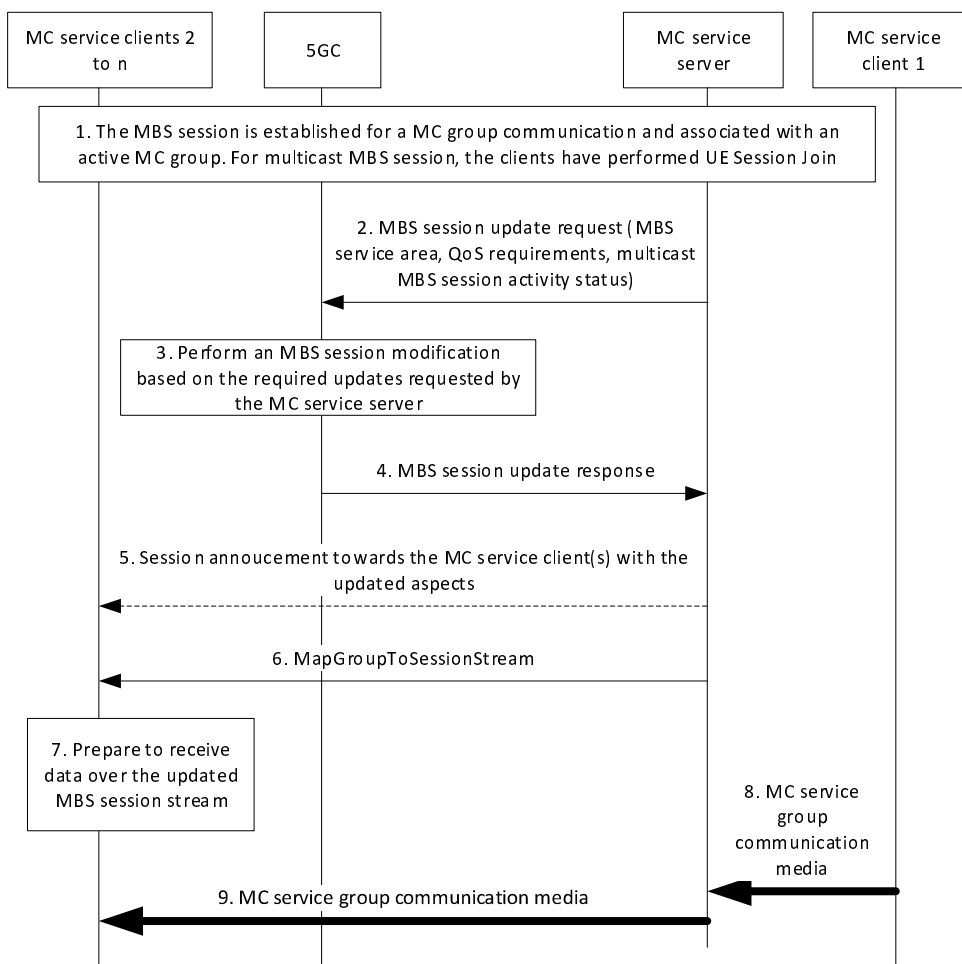 MC service clients 2
to n
5GC
MC service
server
MC service
client 1
1. The MBS session is established for a MC group communication and associated with an
active MC group. For multicast MBS session, the clients have performed UE Session Join
2. MBS session update request (MBS
service area, QoS requirements, multicast
MBS session activity status)
3. Perform an MBS session modification
based on the required updates requested by
the MC service server
4. MBS session update response
5. Session annoucement towards the MC service client(s) with the
updated aspects
6. MapGroupToSessionStream
7. Prepare to receive
data over the updated
MBS session stream
8. MC service
group
communication
media
9. MC service group communication media